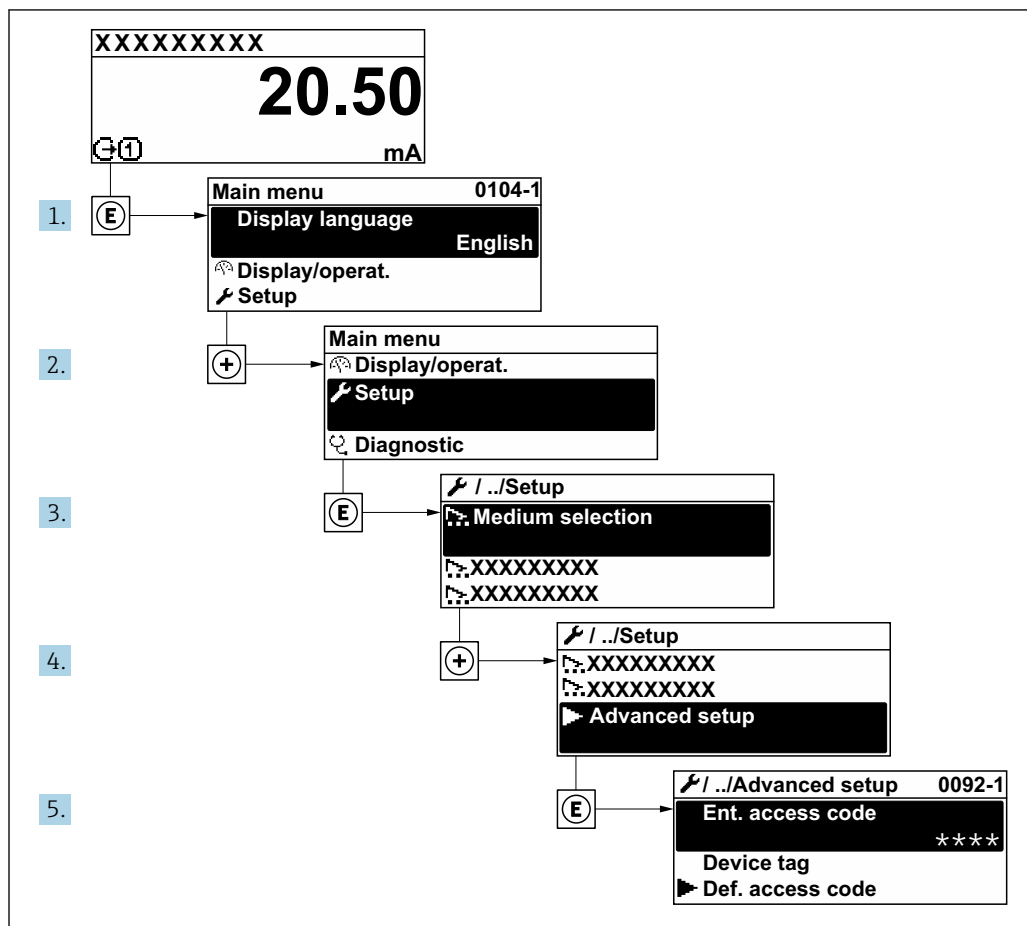 XXXXXXXXX
20.50
1 mA
1. E
Main menu 0104-1
Display language
English
Display/operat.
Setup
2. +
Main menu
Display/operat.
Setup
Diagnostic
3. E
/ ../Setup
Medium selection
XXXXXXXXX
XXXXXXXXX
4. +
/ ../Setup
XXXXXXXXX
XXXXXXXXX
Advanced setup
5. E
/ ../Advanced setup 0092-1
Ent. access code
****
Device tag
Def. access code